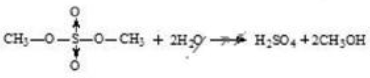 O
CH₃—O—S—O—CH₃ + 2H₂O → H₂SO₄ + 2CH₃OH
O